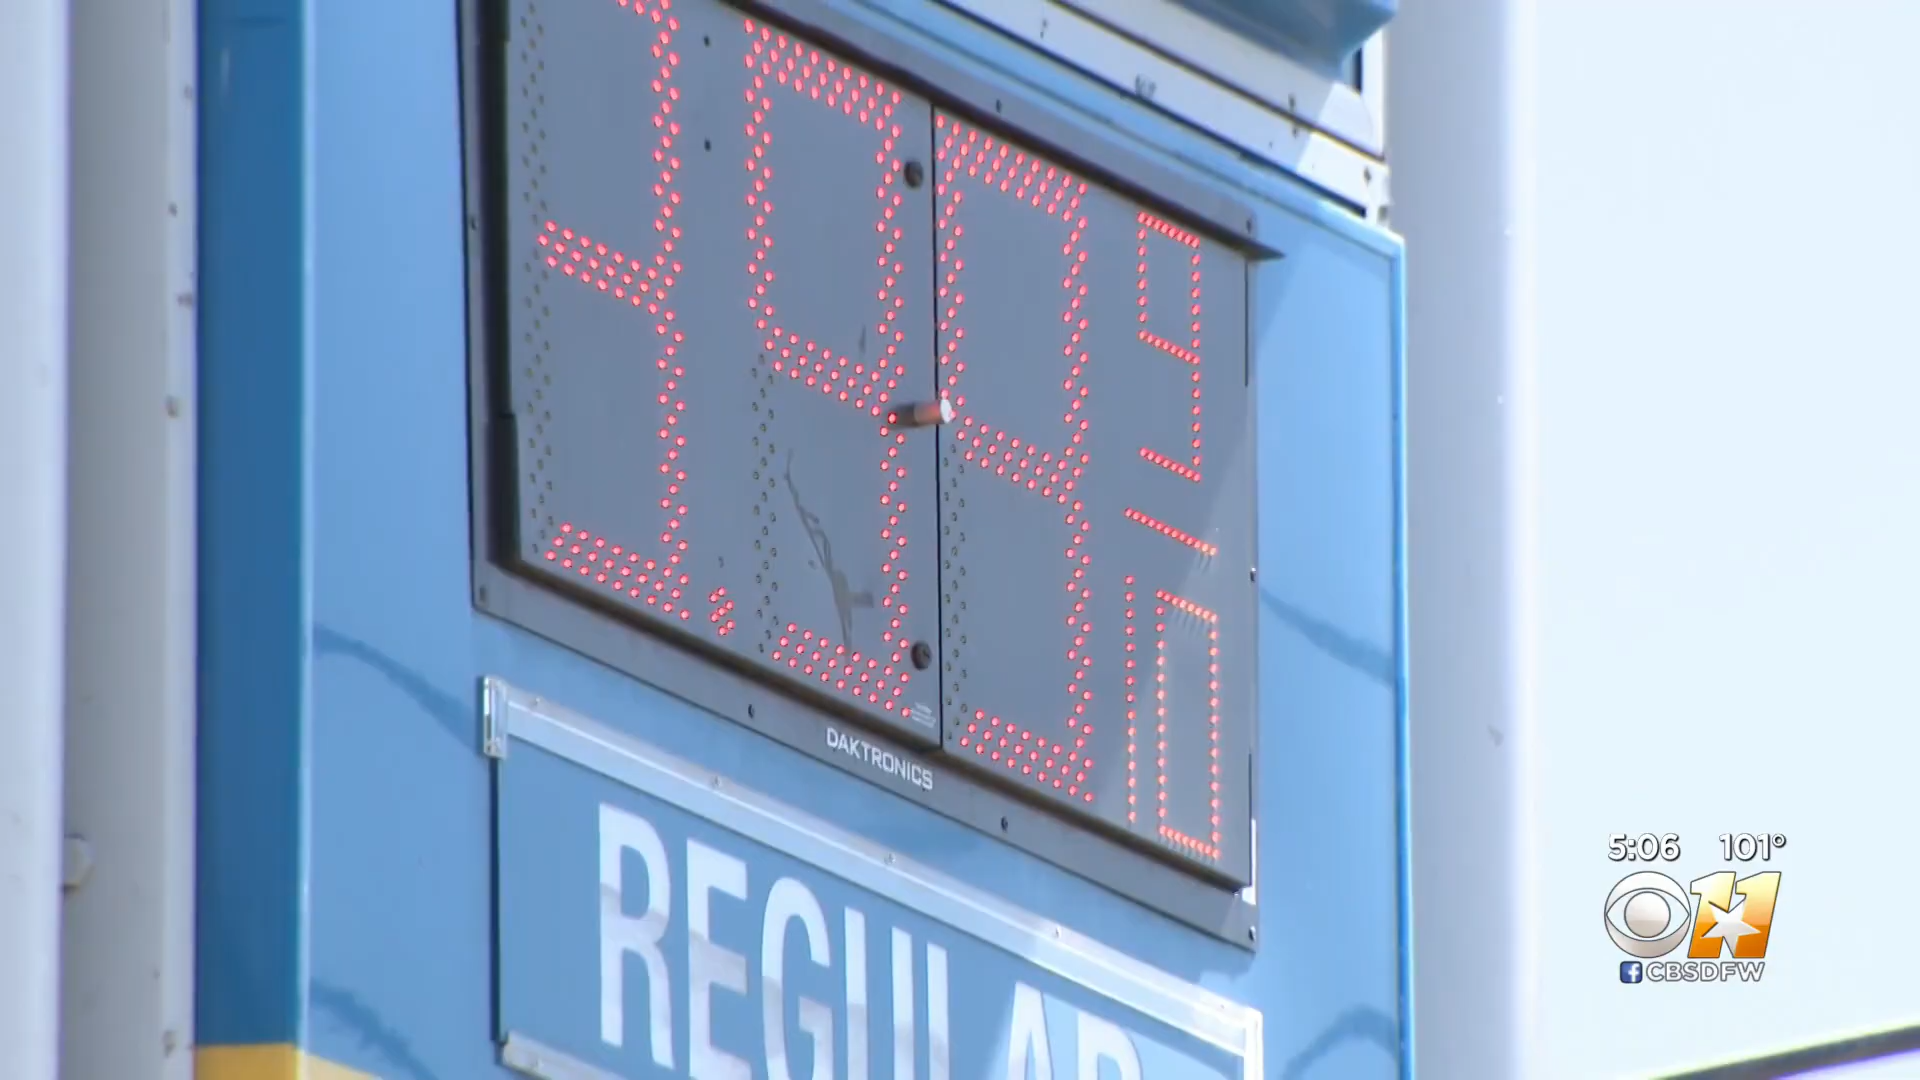 3.99 9/10
DAKTRONICS
REGULAR
5:06 101°
11
CBSDFW